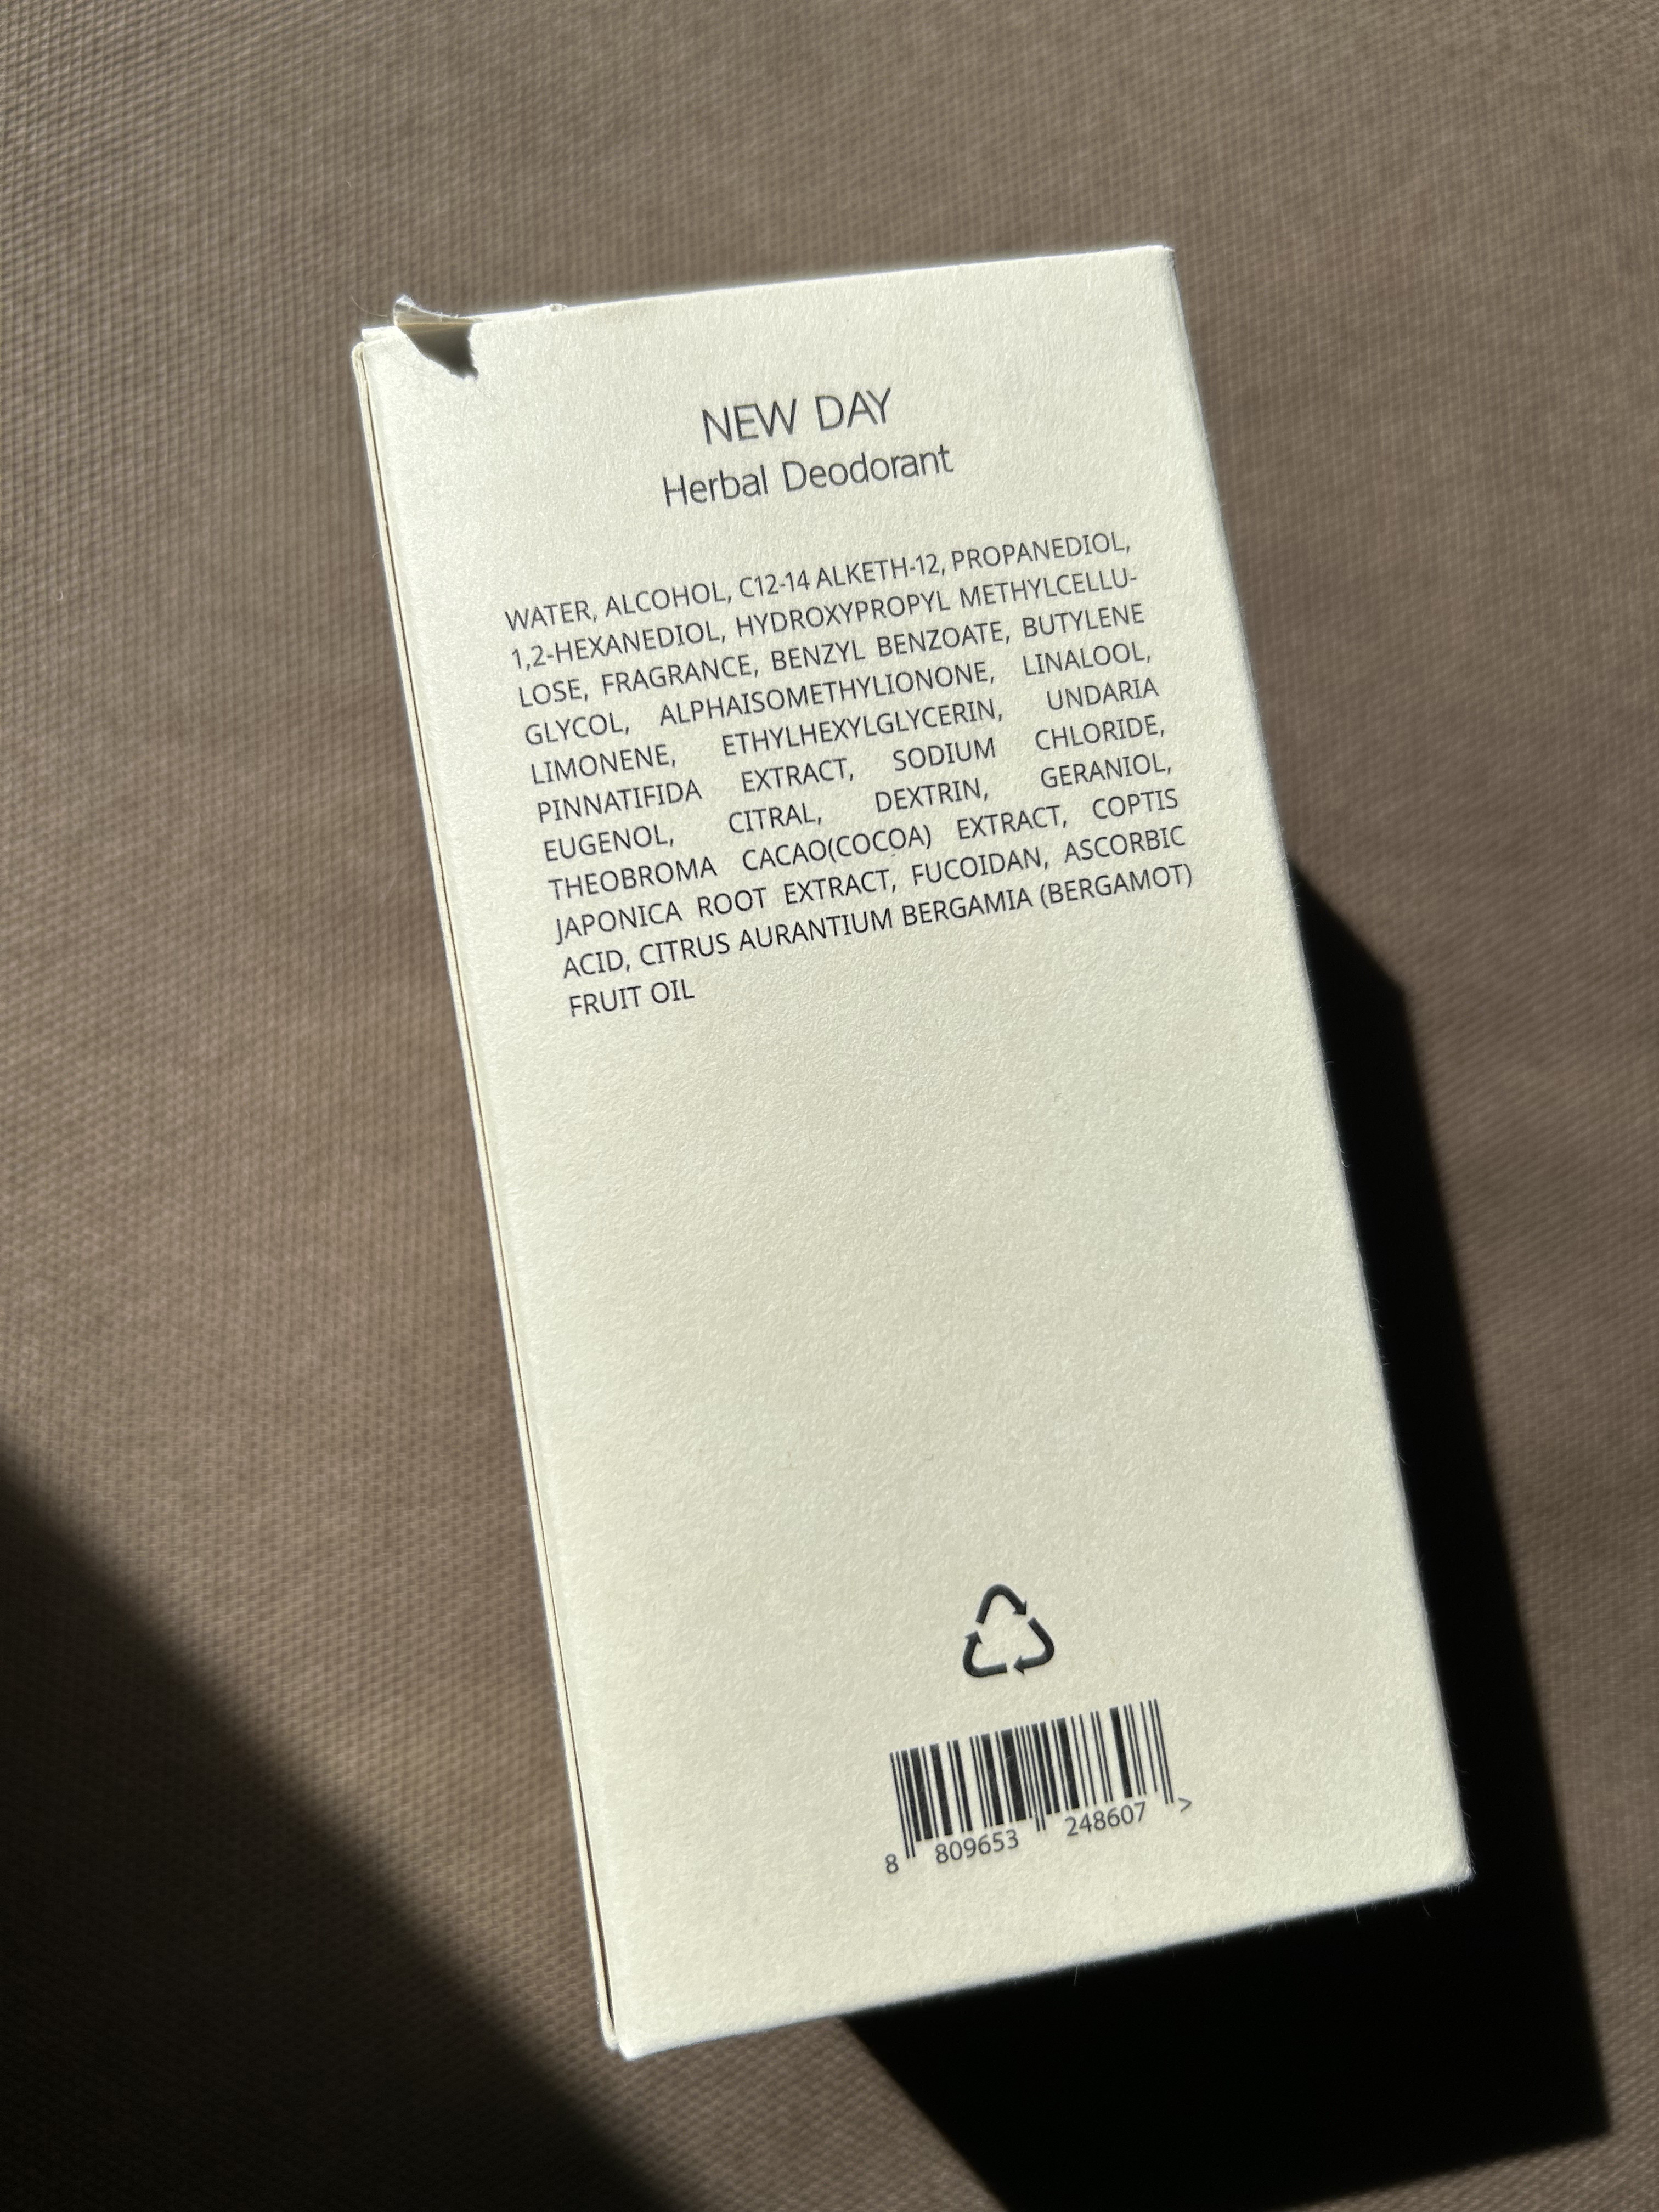 NEW DAY
Herbal Deodorant
WATER, ALCOHOL, C12-14 ALKETH-12, PROPANEDIOL,
1,2-HEXANEDIOL, HYDROXYPROPYL METHYLCELLU-
LOSE, FRAGRANCE, BENZYL BENZOATE, BUTYLENE
GLYCOL, ALPHAISOMETHYLIONONE, LINALOOL,
LIMONENE, ETHYLHEXYLGLYCERIN, UNDARIA
PINNATIFIDA EXTRACT, SODIUM CHLORIDE,
EUGENOL, CITRAL, DEXTRIN, GERANIOL,
THEOBROMA CACAO(COCOA) EXTRACT, COPTIS
JAPONICA ROOT EXTRACT, FUCOIDAN, ASCORBIC
ACID, CITRUS AURANTIUM BERGAMIA (BERGAMOT)
FRUIT OIL
8 809653 248607 >